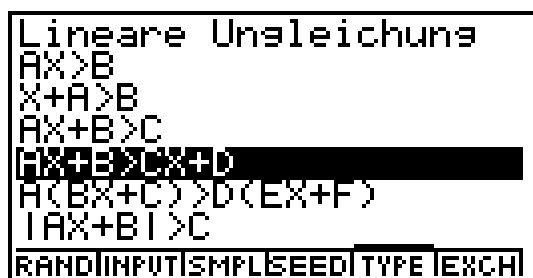 Lineare Ungleichung
AX>B
X+A>B
AX+B>C
AX+B>CX+D
A(BX+C)>D(EX+F)
|AX+B|>C
RAND INPUT SMPL SEED TYPE EXCH